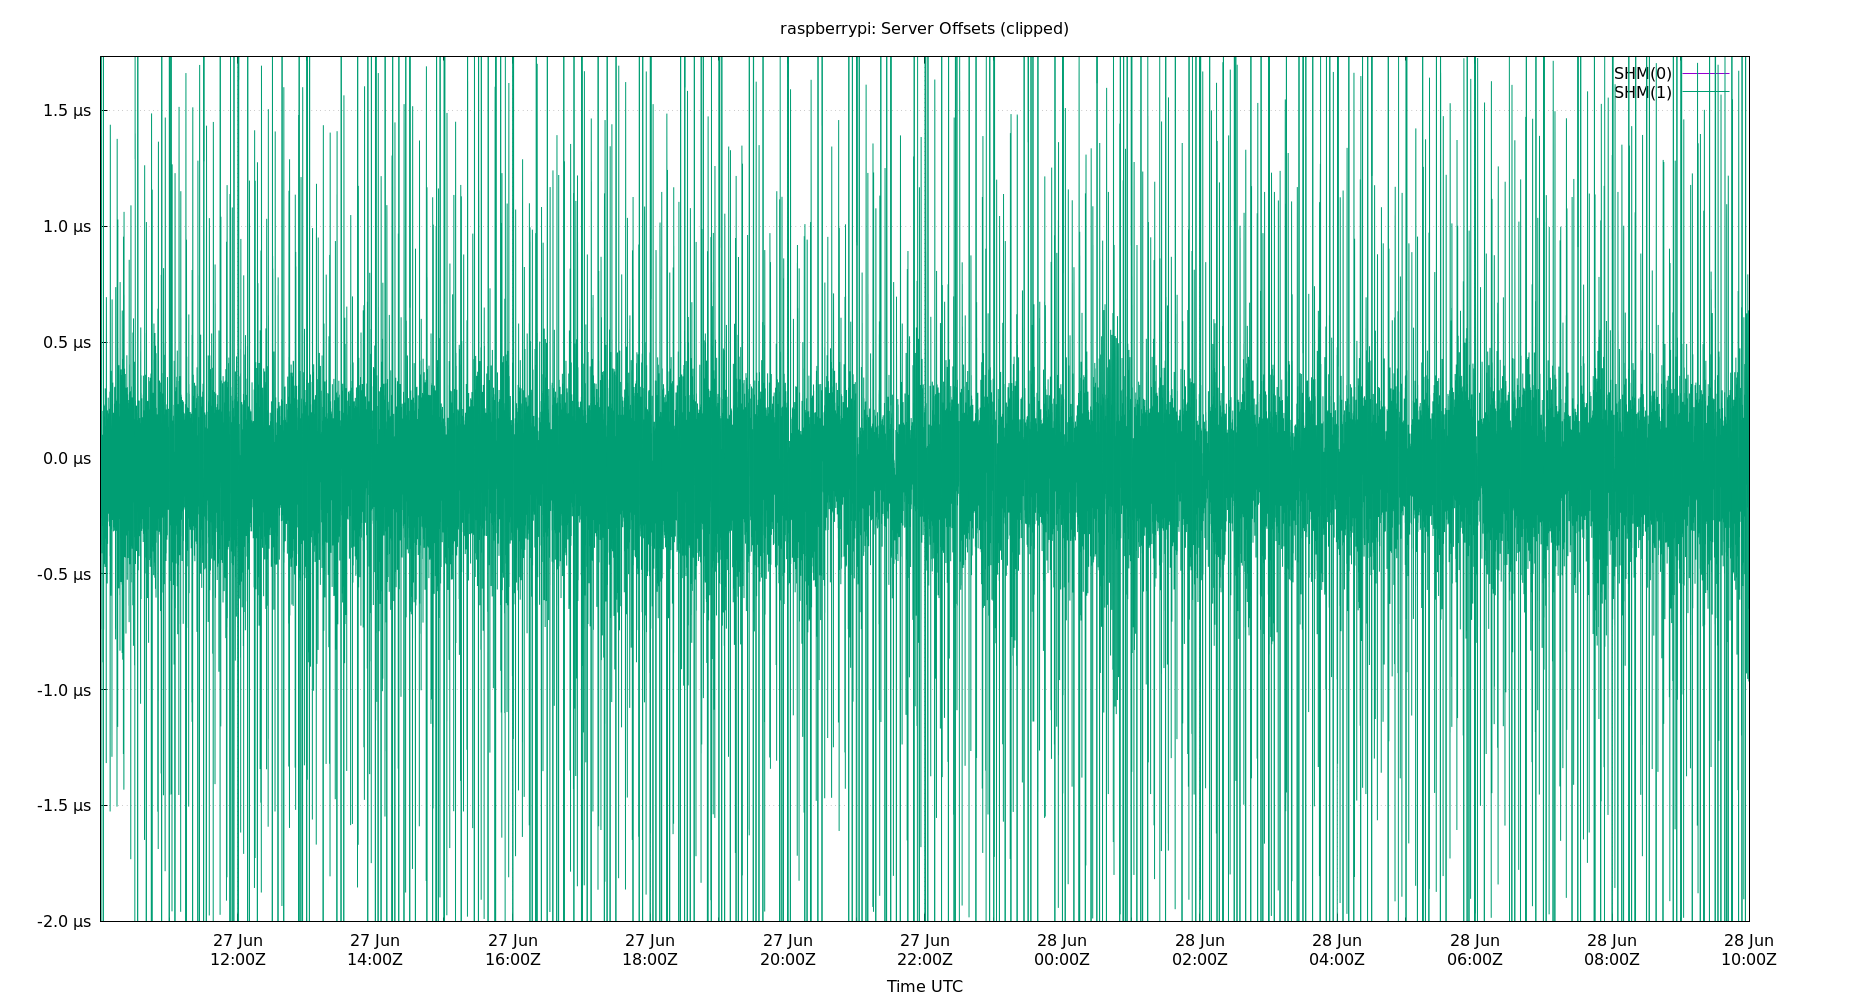 raspberrypi: Server Offsets (clipped)
SHM(0)
SHM(1)
1.5 µs
1.0 µs
0.5 µs
0.0 µs
-0.5 µs
-1.0 µs
-1.5 µs
-2.0 µs
27 Jun 27 Jun 27 Jun 27 Jun 27 Jun 27 Jun 28 Jun 28 Jun 28 Jun 28 Jun 28 Jun 28 Jun
12:00Z 14:00Z 16:00Z 18:00Z 20:00Z 22:00Z 00:00Z 02:00Z 04:00Z 06:00Z 08:00Z 10:00Z
Time UTC